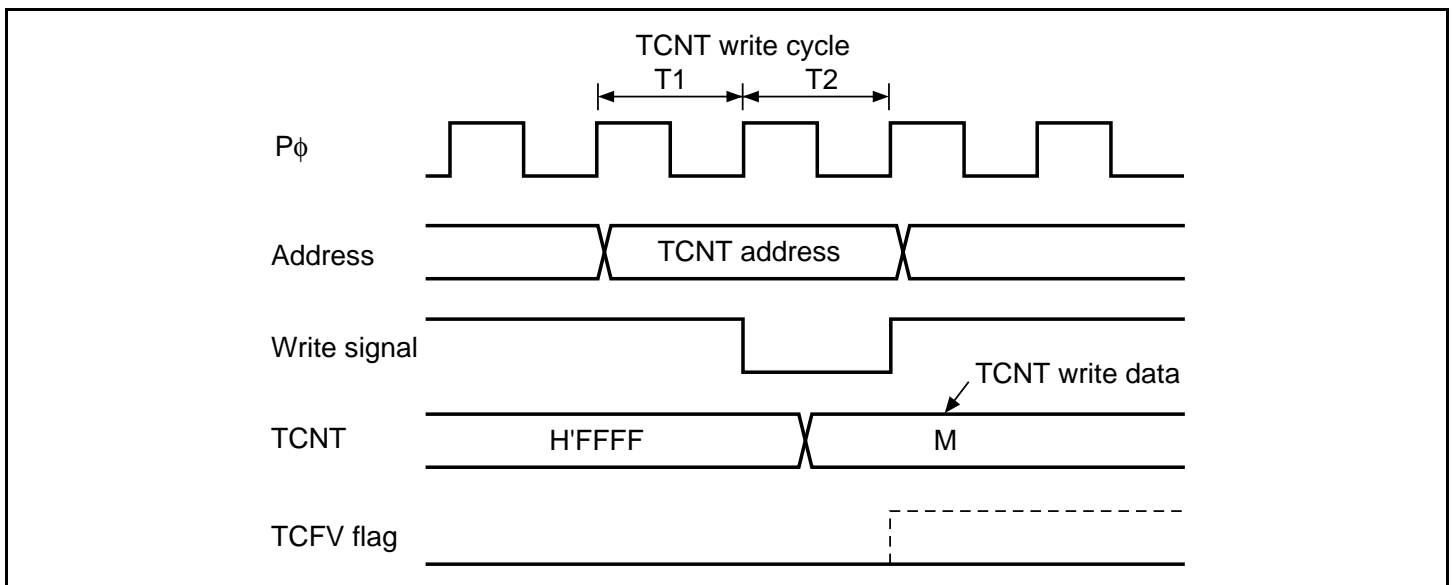 TCNT write cycle
T1 T2
Pφ
Address TCNT address
Write signal
TCNT write data
TCNT H'FFFF M
TCFV flag